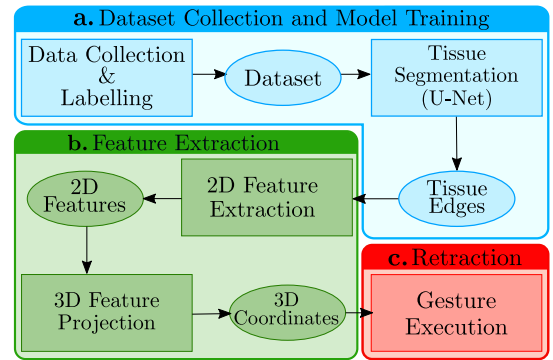 a. Dataset Collection and Model Training
Data Collection
&
Labelling
Dataset
Tissue
Segmentation
(U-Net)
Tissue
Edges
b. Feature Extraction
2D Feature
Extraction
2D
Features
3D Feature
Projection
3D
Coordinates
c. Retraction
Gesture
Execution